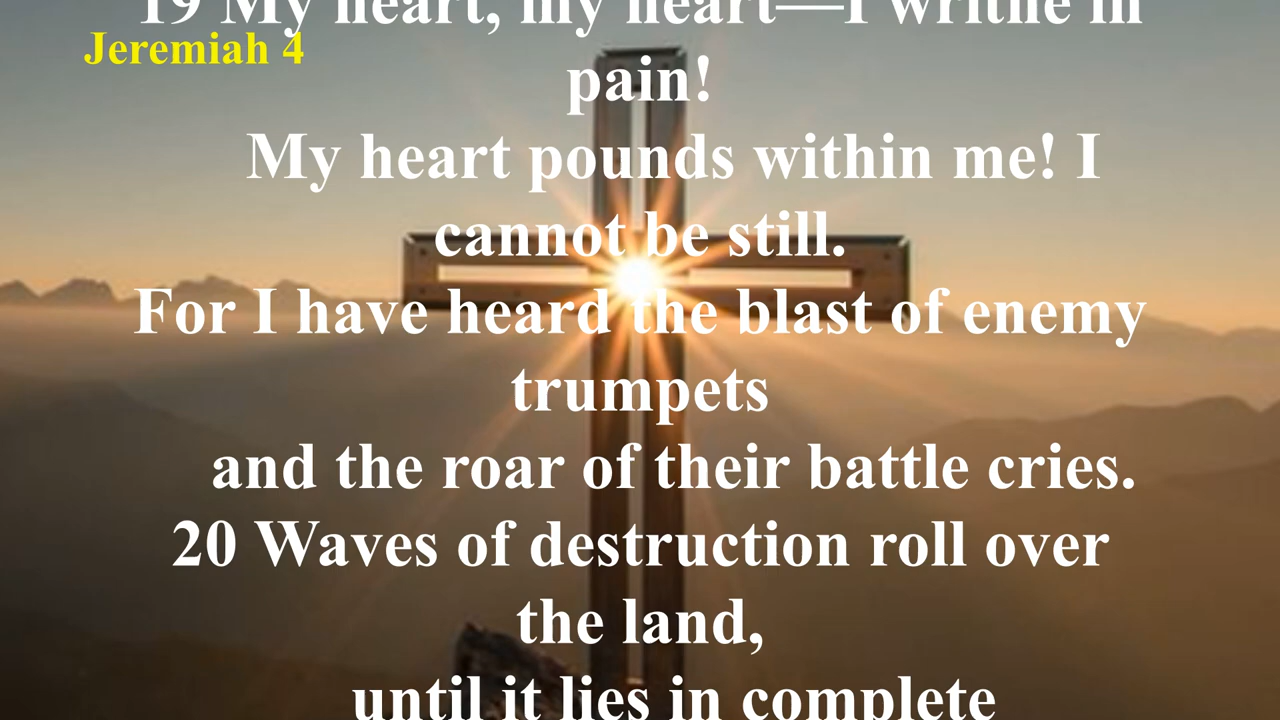 19 My heart, my heart—I writhe in
Jeremiah 4
pain!
My heart pounds within me! I
cannot be still.
For I have heard the blast of enemy
trumpets
and the roar of their battle cries.
20 Waves of destruction roll over
the land,
until it lies in complete